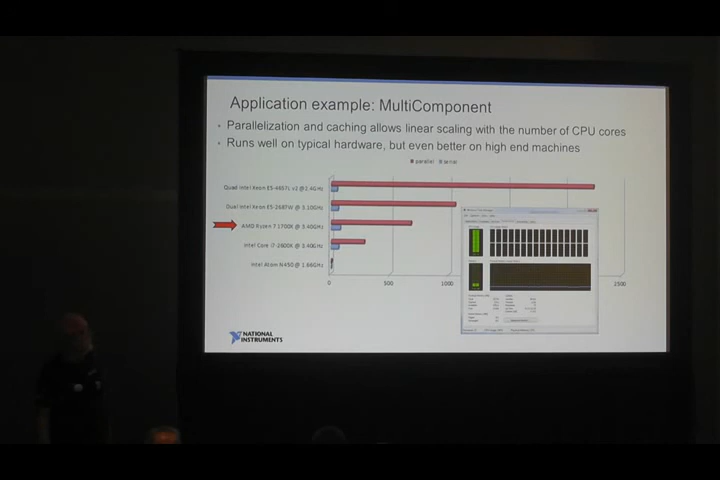 Application example: MultiComponent
• Parallelization and caching allows linear scaling with the number of CPU cores
• Runs well on typical hardware, but even better on high end machines
parallel serial
Quad Intel Xeon E5-4657L v2 @2.4GHz
Dual Intel Xeon E5-2687W @ 3.10GHz
AMD Ryzen 7 1700X @ 3.40GHz
Intel Core i7-2600K @ 3.40GHz
Intel Atom N450 @ 1.66GHz
0 500 1000 2500
NATIONAL
INSTRUMENTS